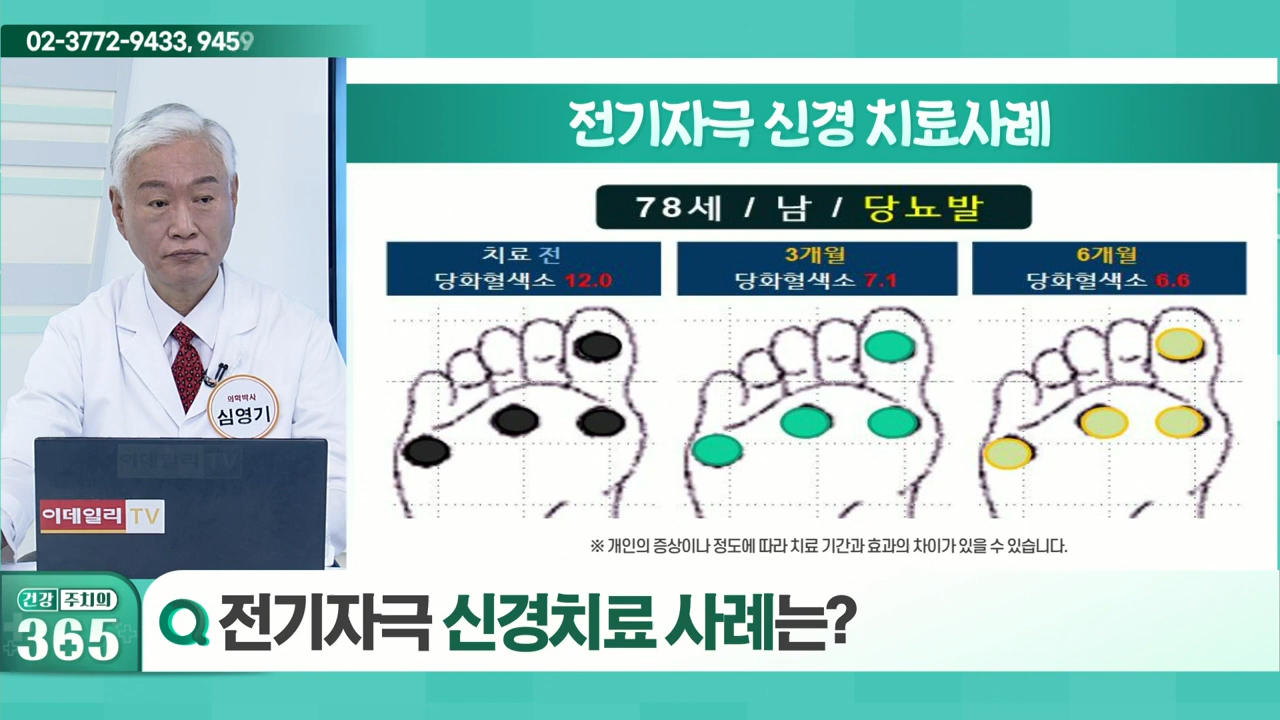 02-3772-9433, 9459
전기자극 신경 치료사례
78세 / 남 / 당뇨발
치료 전
당화혈색소 12.0
3개월
당화혈색소 7.1
6개월
당화혈색소 6.6
의학박사
심영기
이데일리 TV
이데일리 TV
※ 개인의 증상이나 정도에 따라 치료 기간과 효과의 차이가 있을 수 있습니다.
건강 주치의
365
Q 전기자극 신경치료 사례는?